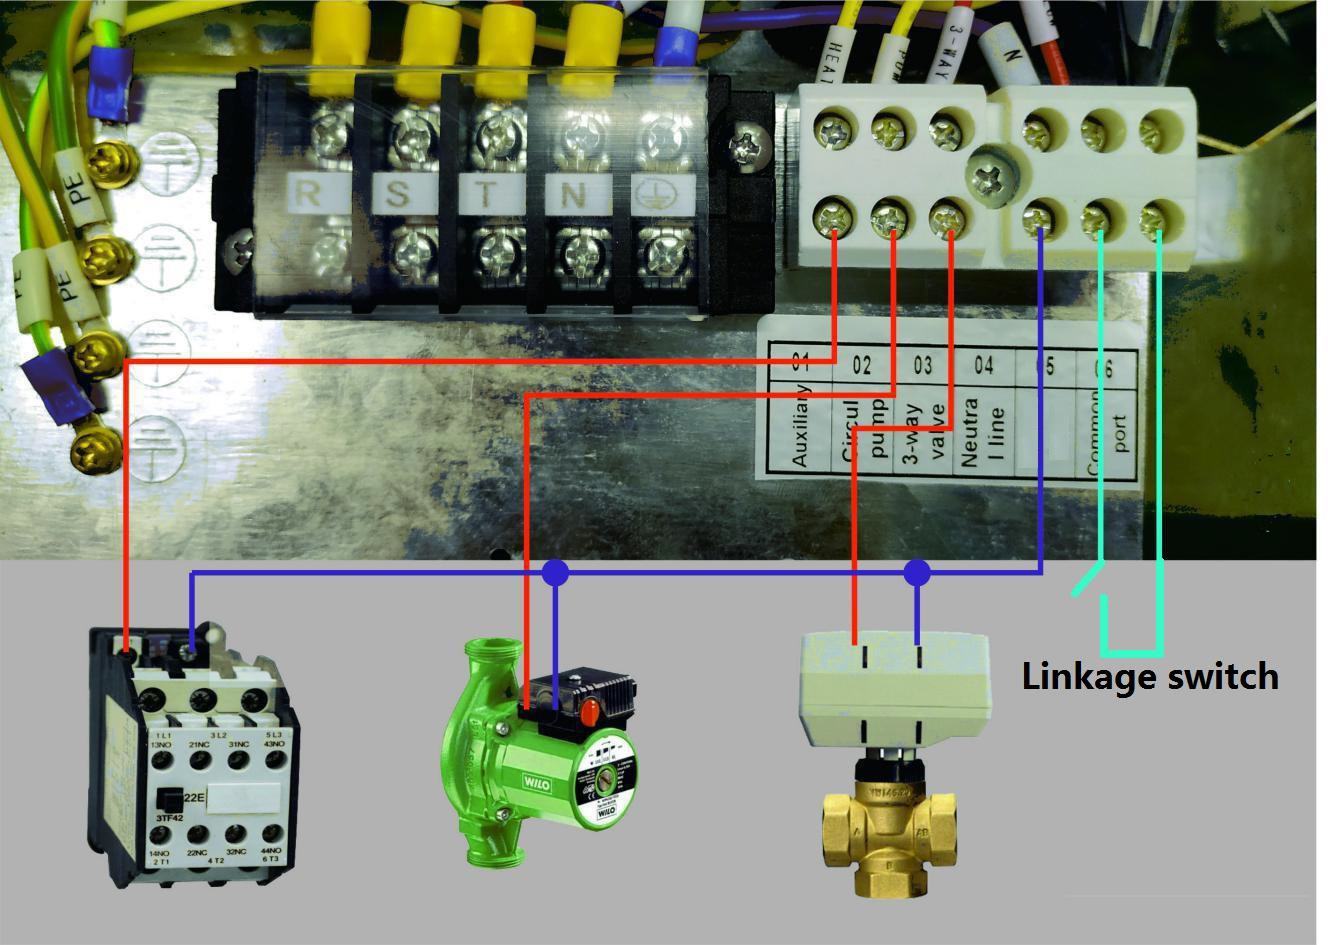 HEAT
PUM
3-WAY
N
PE
PE
PE
R S T N
01 02 03 04 05 06
Auxiliary
Circul
pump
3-way
valve
Neutra
l line
Common
port
Linkage switch
1 L1 3 L2 5 L3
13NO 21NC 31NC 43NO
22E
3TF42
14NO 22NC 32NC 44NO
2 T1 4 T2 6 T3
WILO
WILO
A AB
B